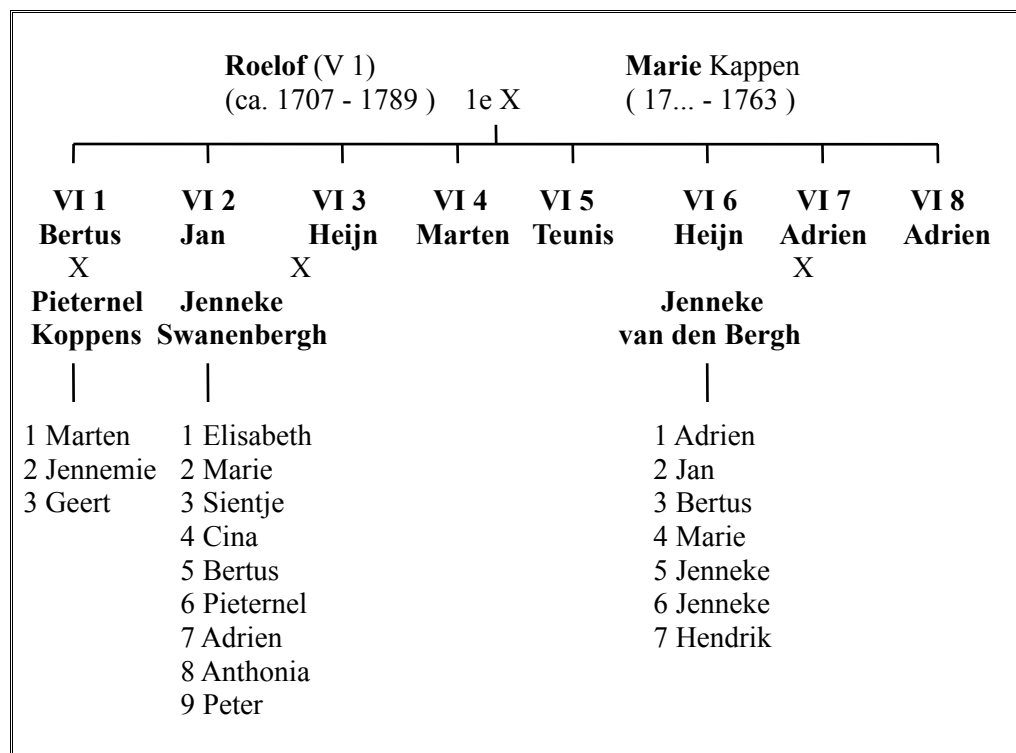 Roelof (V 1) Marie Kappen
(ca. 1707 - 1789 ) 1e X ( 17... - 1763 )
VI 1 VI 2 VI 3 VI 4 VI 5 VI 6 VI 7 VI 8
Bertus Jan Heijn Marten Teunis Heijn Adrien Adrien
X X X
Pieternel Jenneke Jenneke
Koppens Swanenbergh van den Bergh
1 Marten 1 Elisabeth 1 Adrien
2 Jennemie 2 Marie 2 Jan
3 Geert 3 Sientje 3 Bertus
4 Cina 4 Marie
5 Bertus 5 Jenneke
6 Pieternel 6 Jenneke
7 Adrien 7 Hendrik
8 Anthonia
9 Peter